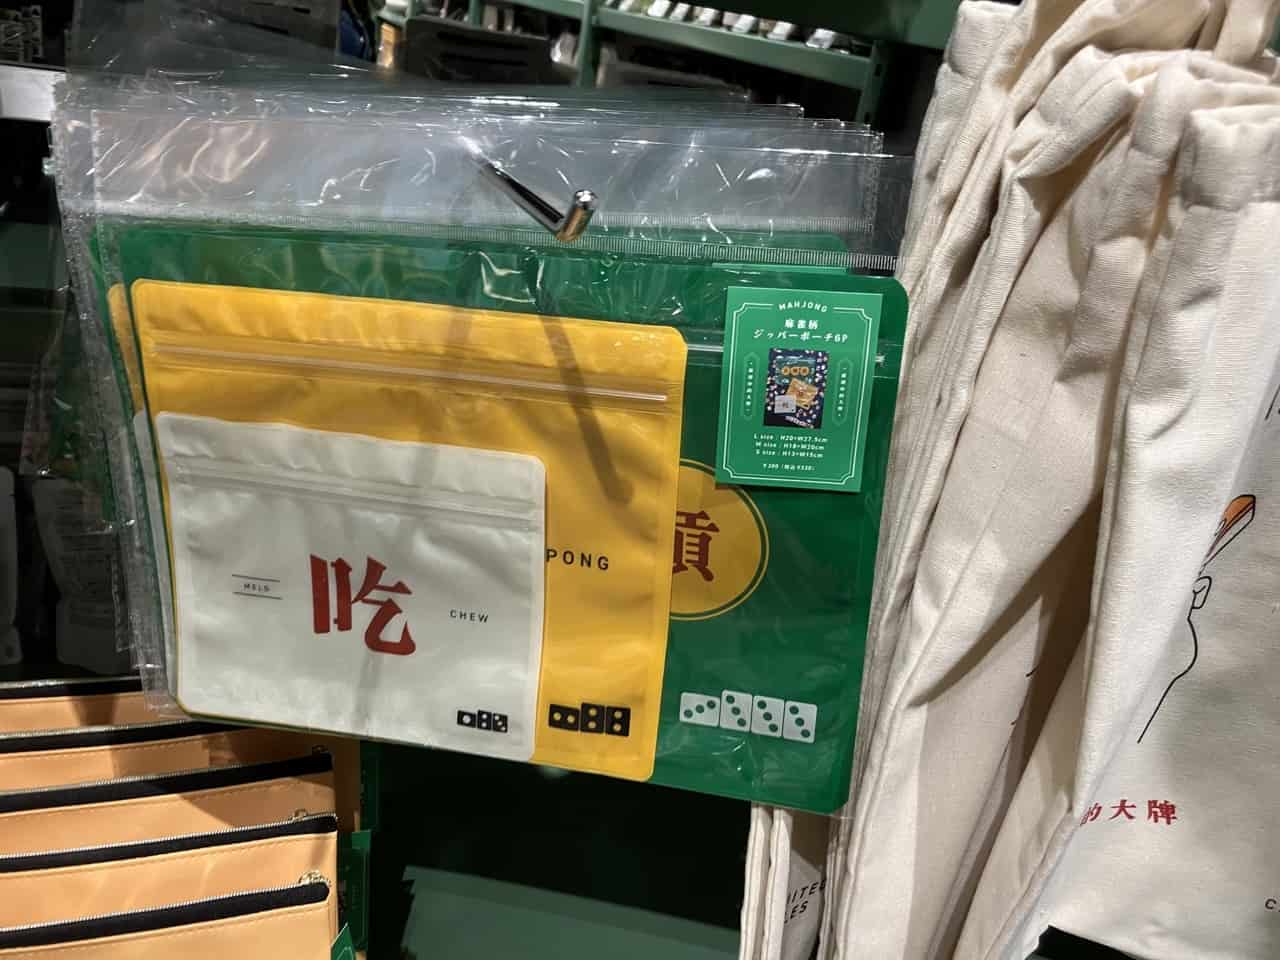 MAHJONG
麻雀柄
ジッパーポーチ6P
L size : H20×W27.5cm
M size : H18×W20cm
S size : H13×W15cm
槓
PONG
MELD
吃
CHEW
的大牌